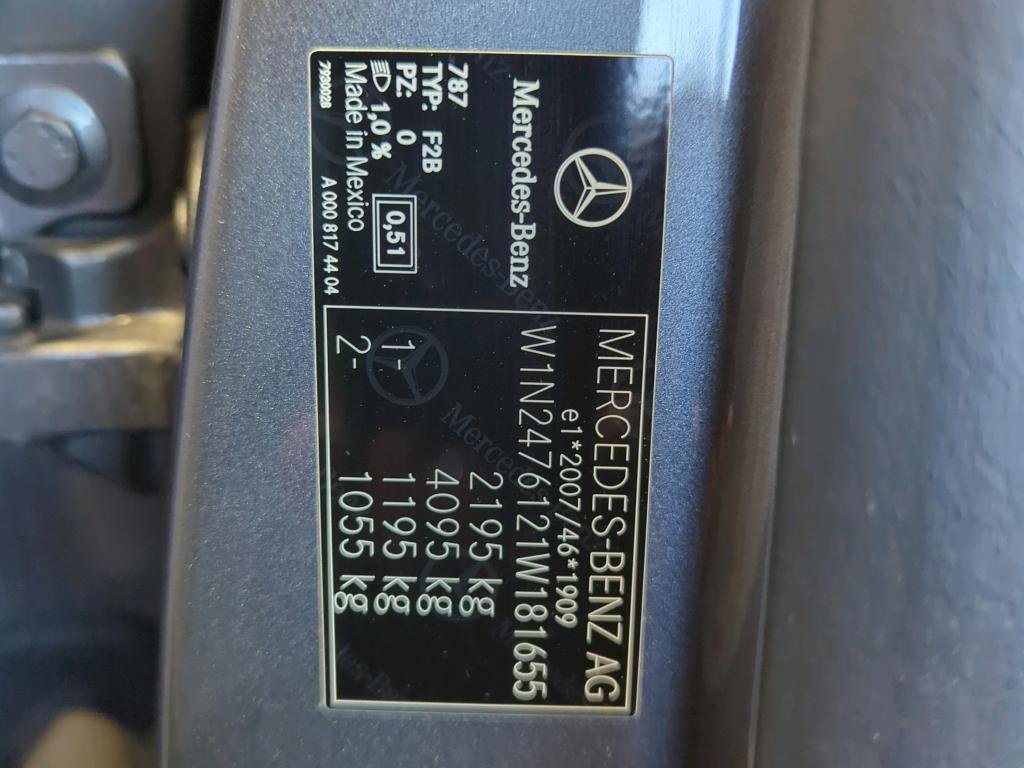 Mercedes-Benz
787
TYP: F2B
PZ: 0
1,0 %
0,51
Made in Mexico
7980028
A 000 817 44 04
MERCEDES-BENZ AG
e1*2007/46*1909
W1N2476121W181655
2195 kg
4095 kg
1- 1195 kg
2- 1055 kg